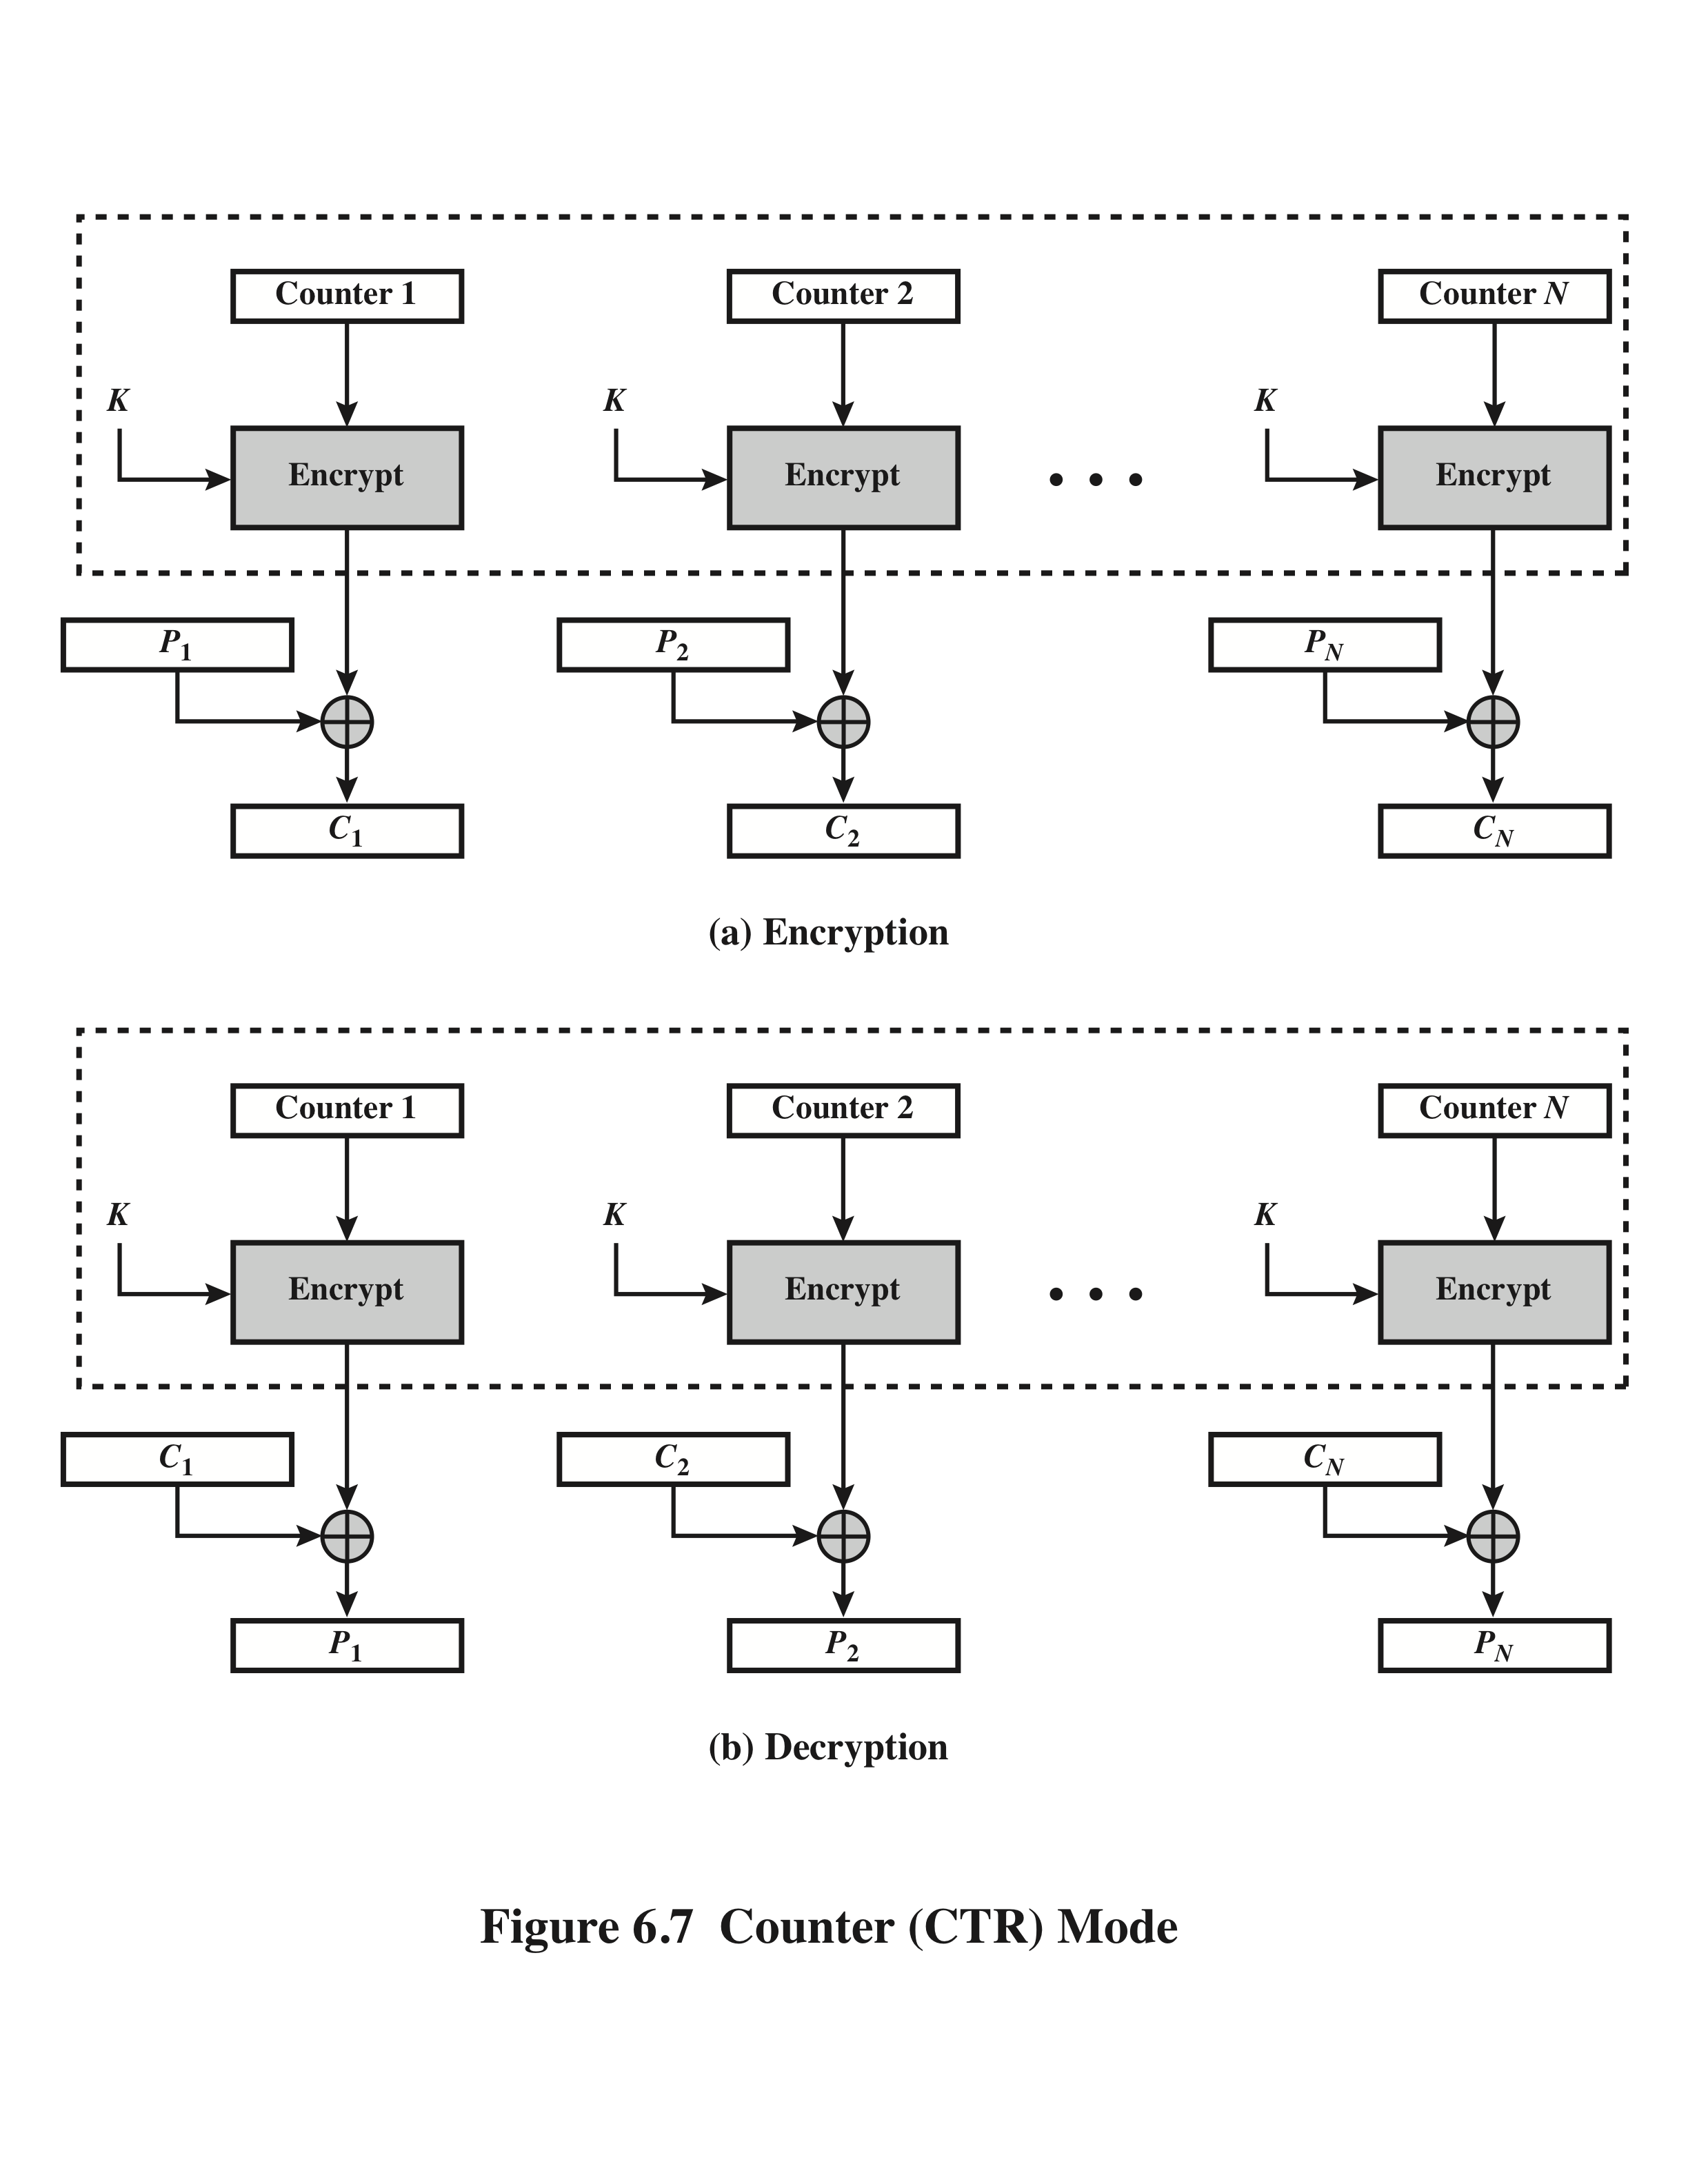 Counter 1 Counter 2 Counter N
K K K
Encrypt Encrypt • • • Encrypt
P1 P2 PN
C1 C2 CN
(a) Encryption
Counter 1 Counter 2 Counter N
K K K
Encrypt Encrypt • • • Encrypt
C1 C2 CN
P1 P2 PN
(b) Decryption
Figure 6.7 Counter (CTR) Mode